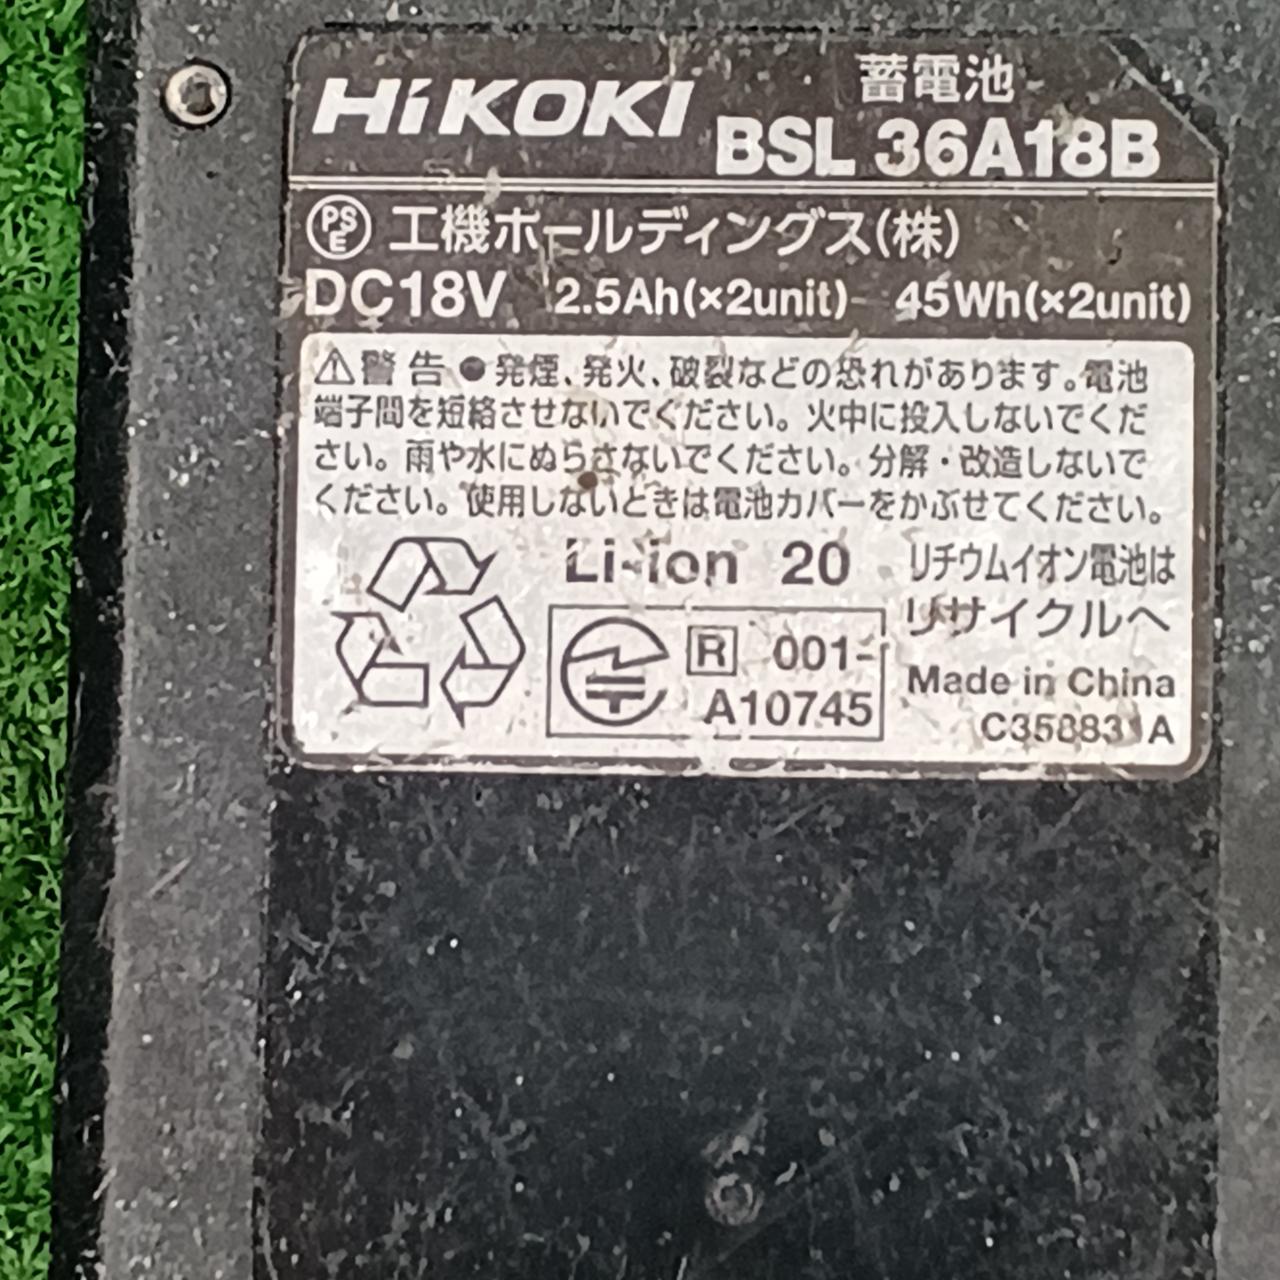 HiKOKI
蓄電池
BSL 36A18B
PSE 工機ホールディングス(株)
DC18V 2.5Ah(×2unit) 45Wh(×2unit)
⚠警告 ●発煙、発火、破裂などの恐れがあります。電池
端子間を短絡させないでください。火中に投入しないでくだ
さい。雨や水にぬらさないでください。分解・改造しないで
ください。使用しないときは電池カバーをかぶせてください。
Li-ion 20
リチウムイオン電池は
リサイクルへ
R 001-
A10745
Made in China
C358831A